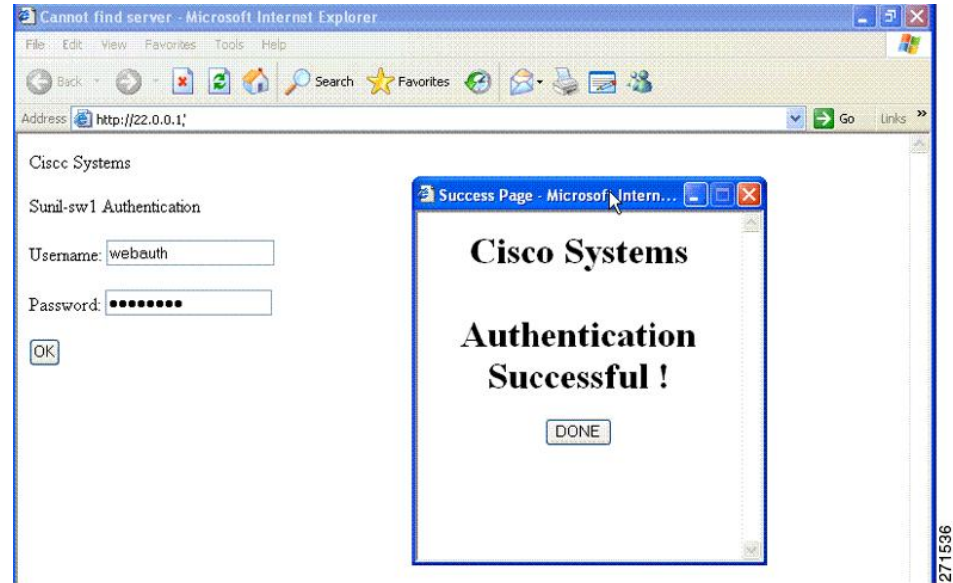 Cannot find server - Microsoft Internet Explorer
File Edit View Favorites Tools Help
Back Search Favorites
Address http://22.0.0.1/ Go Links »
Cisco Systems
Sunil-sw1 Authentication
Username: webauth
Password: ●●●●●●●●
OK
Success Page - Microsoft Intern...
Cisco Systems
Authentication
Successful !
DONE
271536